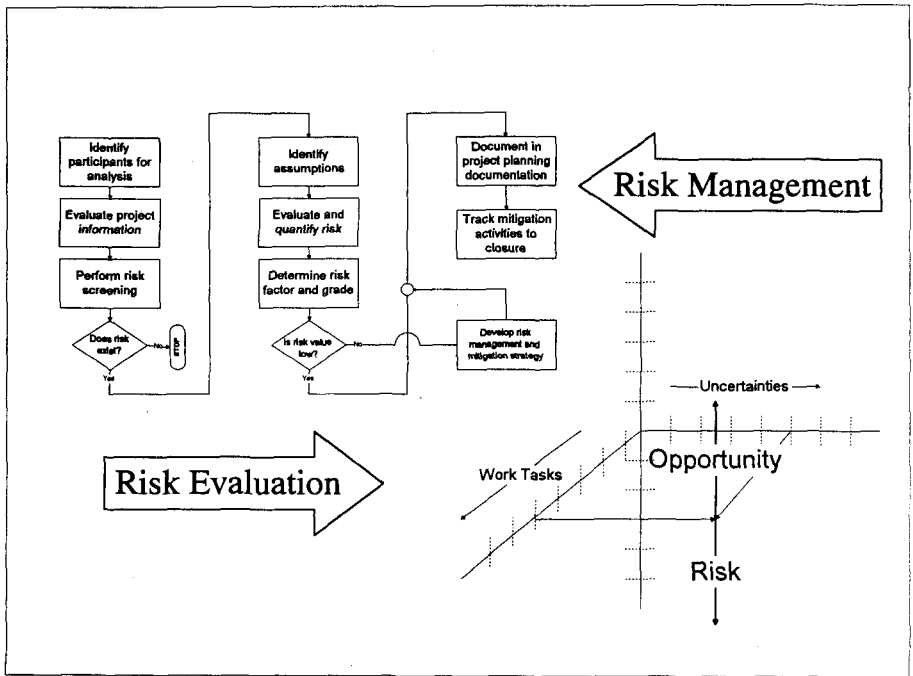 Identify
participants for
analysis
Evaluate project
information
Perform risk
screening
Does risk
exist?
No
STOP
Yes
Identify
assumptions
Evaluate and
quantify risk
Determine risk
factor and grade
Is risk value
low?
No
Yes
Document in
project planning
documentation
Track mitigation
activities to
closure
Develop risk
management and
mitigation strategy
Risk Management
Risk Evaluation
Uncertainties
Opportunity
Work Tasks
Risk